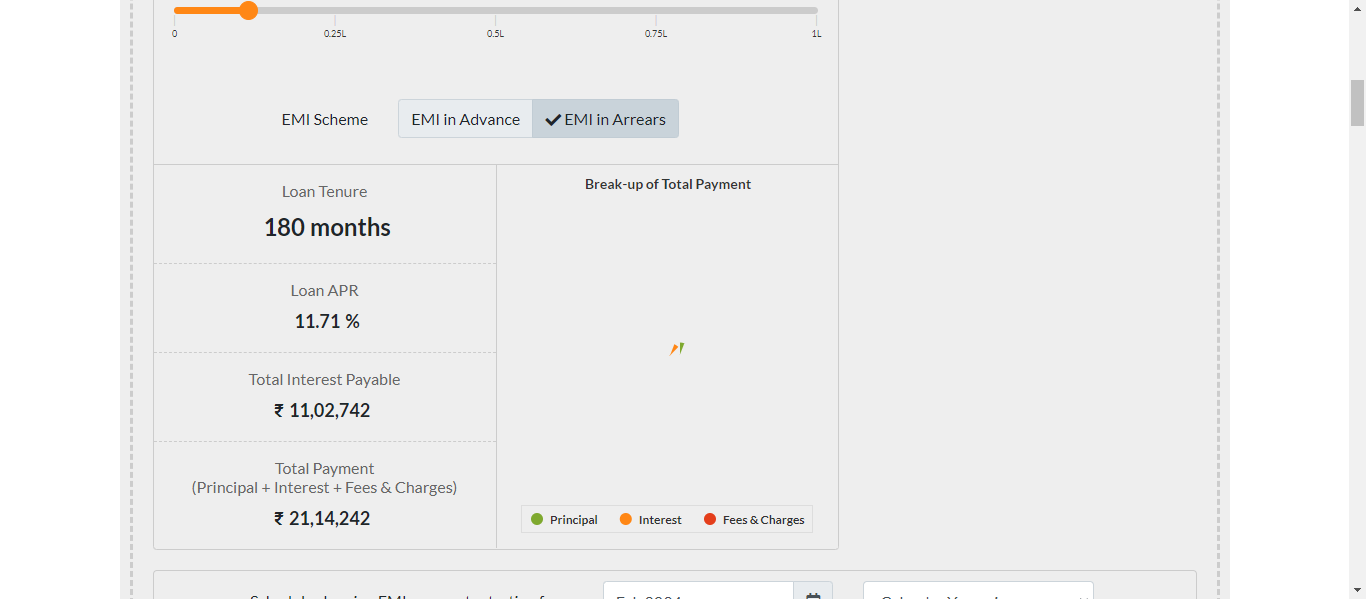 0 0.25L 0.5L 0.75L 1L
EMI Scheme EMI in Advance EMI in Arrears
Loan Tenure
180 months
Loan APR
11.71 %
Total Interest Payable
₹ 11,02,742
Total Payment
(Principal + Interest + Fees & Charges)
₹ 21,14,242
Break-up of Total Payment
Principal Interest Fees & Charges